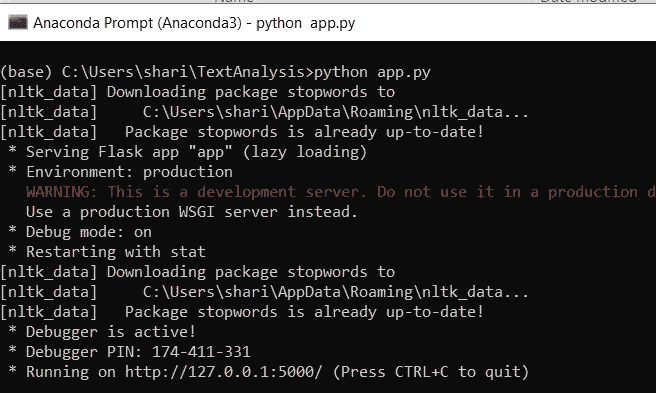 Anaconda Prompt (Anaconda3) - python  app.py
(base) C:\Users\shari\TextAnalysis>python app.py
[nltk_data] Downloading package stopwords to
[nltk_data]     C:\Users\shari\AppData\Roaming\nltk_data...
[nltk_data]   Package stopwords is already up-to-date!
 * Serving Flask app "app" (lazy loading)
 * Environment: production
   WARNING: This is a development server. Do not use it in a production d
   Use a production WSGI server instead.
 * Debug mode: on
 * Restarting with stat
[nltk_data] Downloading package stopwords to
[nltk_data]     C:\Users\shari\AppData\Roaming\nltk_data...
[nltk_data]   Package stopwords is already up-to-date!
 * Debugger is active!
 * Debugger PIN: 174-411-331
 * Running on http://127.0.0.1:5000/ (Press CTRL+C to quit)